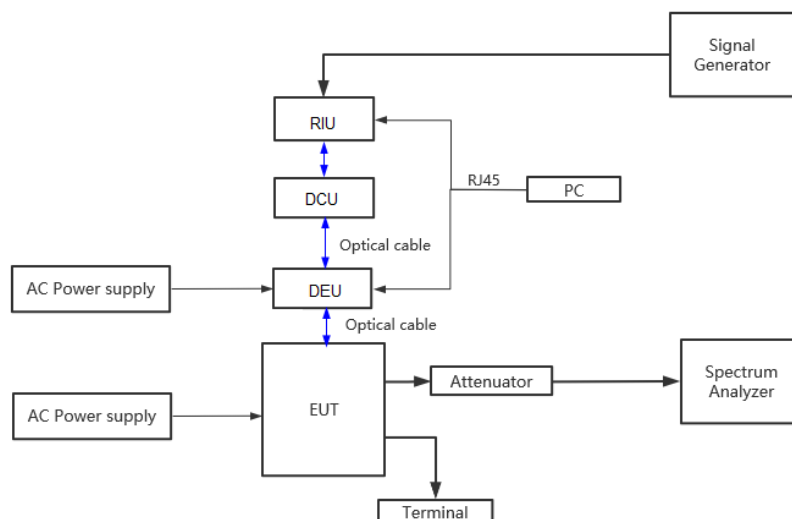 Signal
Generator
RIU
RJ45
PC
DCU
Optical cable
AC Power supply
DEU
Optical cable
EUT
Attenuator
Spectrum
Analyzer
AC Power supply
Terminal